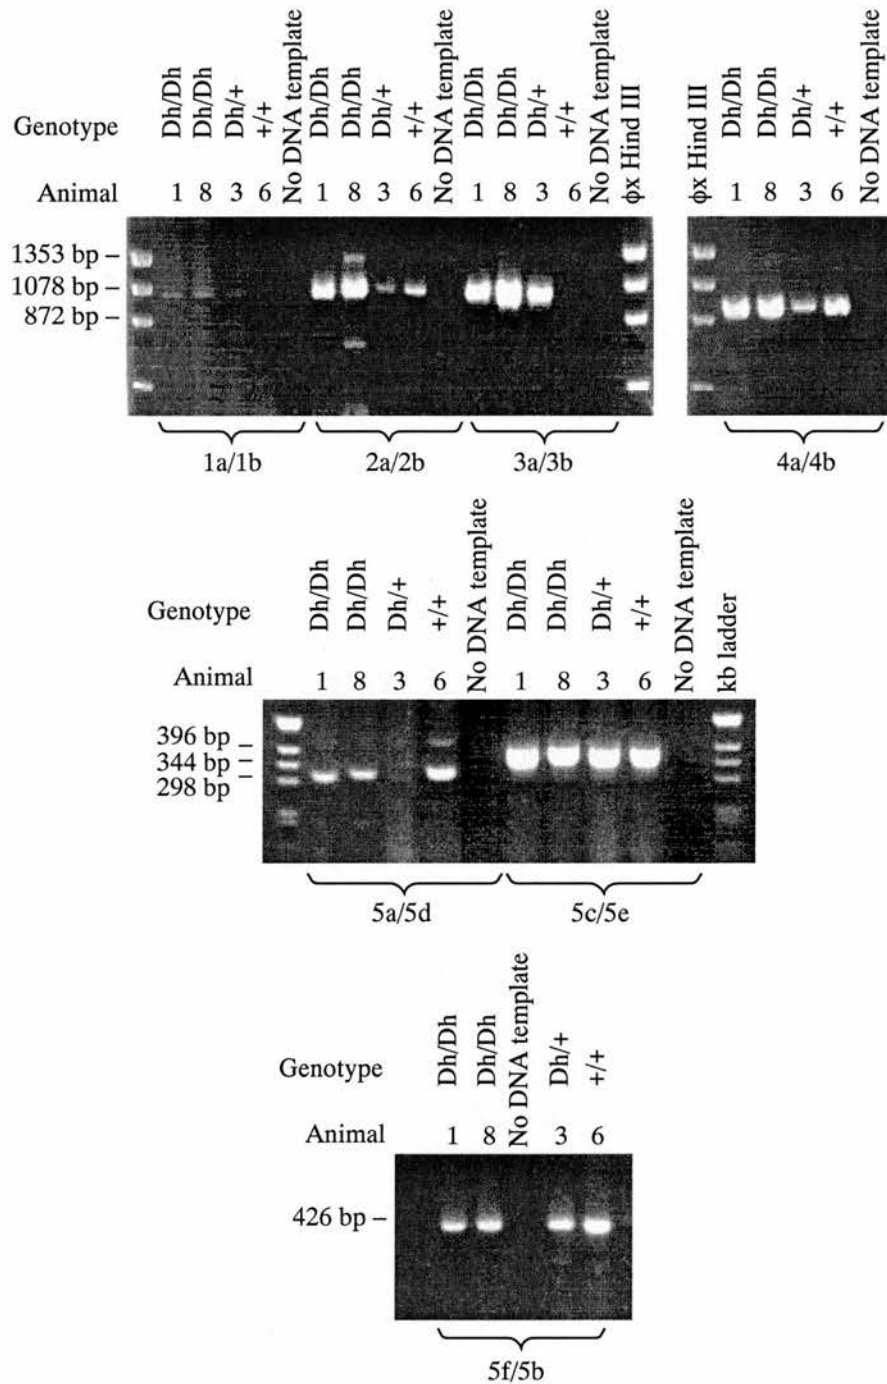 Genotype Dh/Dh Dh/Dh Dh/+ +/+ No DNA template Dh/Dh Dh/Dh Dh/+ +/+ No DNA template Dh/Dh Dh/Dh Dh/+ +/+ No DNA template φx Hind III φx Hind III Dh/Dh Dh/Dh Dh/+ +/+ No DNA template
Animal 1 8 3 6 1 8 3 6 1 8 3 6 1 8 3 6
1353 bp –
1078 bp –
872 bp –
1a/1b 2a/2b 3a/3b 4a/4b
Genotype Dh/Dh Dh/Dh Dh/+ +/+ No DNA template Dh/Dh Dh/Dh Dh/+ +/+ No DNA template kb ladder
Animal 1 8 3 6 1 8 3 6
396 bp –
344 bp –
298 bp –
5a/5d 5c/5e
Genotype Dh/Dh Dh/Dh No DNA template Dh/+ +/+
Animal 1 8 3 6
426 bp –
5f/5b